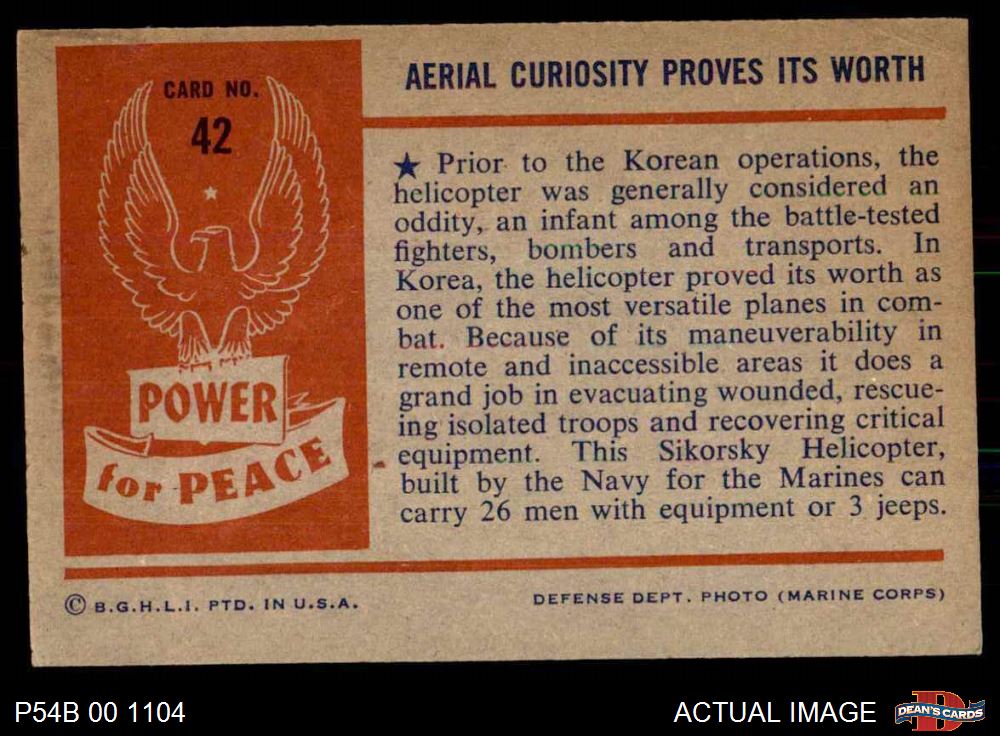 CARD NO.
42
POWER
for PEACE
AERIAL CURIOSITY PROVES ITS WORTH
★ Prior to the Korean operations, the
helicopter was generally considered an
oddity, an infant among the battle-tested
fighters, bombers and transports. In
Korea, the helicopter proved its worth as
one of the most versatile planes in com-
bat. Because of its maneuverability in
remote and inaccessible areas it does a
grand job in evacuating wounded, rescue-
ing isolated troops and recovering critical
equipment. This Sikorsky Helicopter,
built by the Navy for the Marines can
carry 26 men with equipment or 3 jeeps.
© B.G.H.L.I. PTD. IN U.S.A.
DEFENSE DEPT. PHOTO (MARINE CORPS)
P54B 00 1104
ACTUAL IMAGE
DEAN'S CARDS